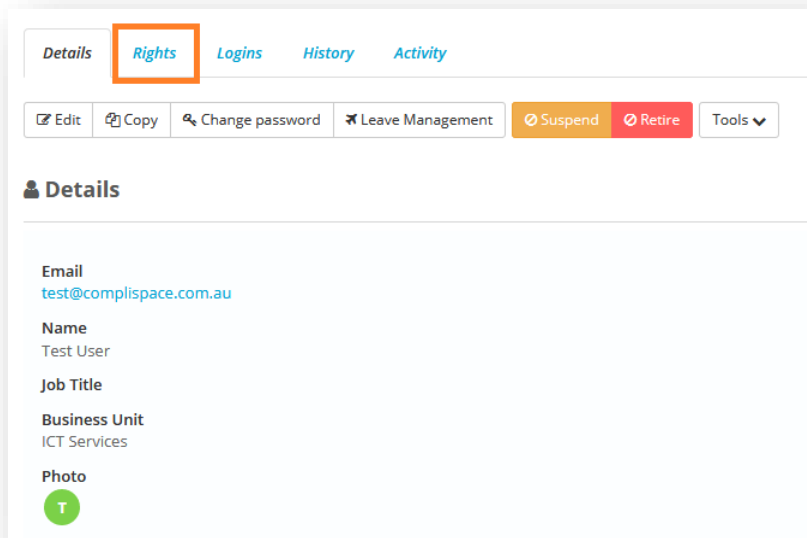 Details Rights Logins History Activity
Edit Copy Change password Leave Management Suspend Retire Tools
Details
Email
test@complispace.com.au
Name
Test User
Job Title
Business Unit
ICT Services
Photo
T